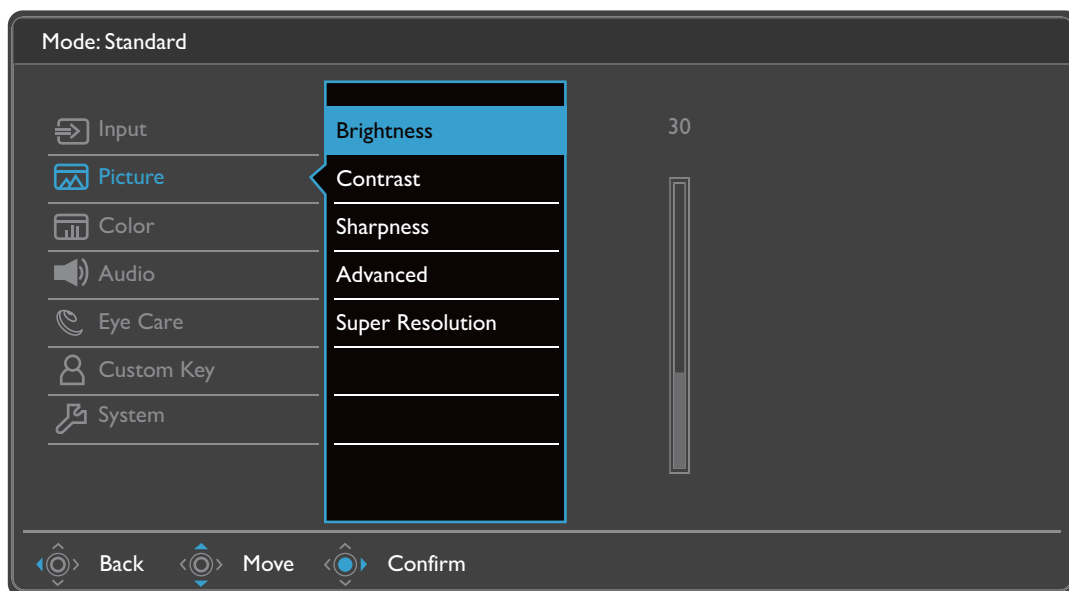 Mode: Standard
Input
Picture
Color
Audio
Eye Care
Custom Key
System
Brightness
Contrast
Sharpness
Advanced
Super Resolution
30
Back Move Confirm